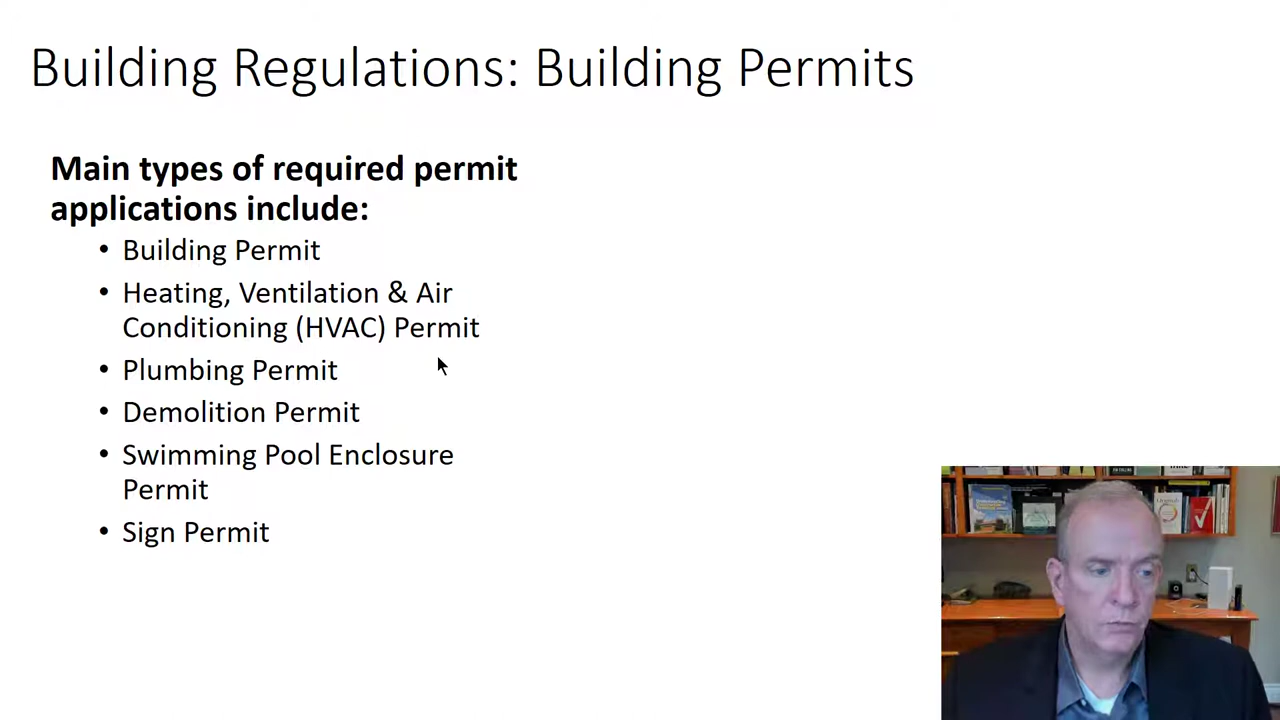 Building Regulations: Building Permits
Main types of required permit
applications include:
• Building Permit
• Heating, Ventilation & Air
Conditioning (HVAC) Permit
• Plumbing Permit
• Demolition Permit
• Swimming Pool Enclosure
Permit
• Sign Permit